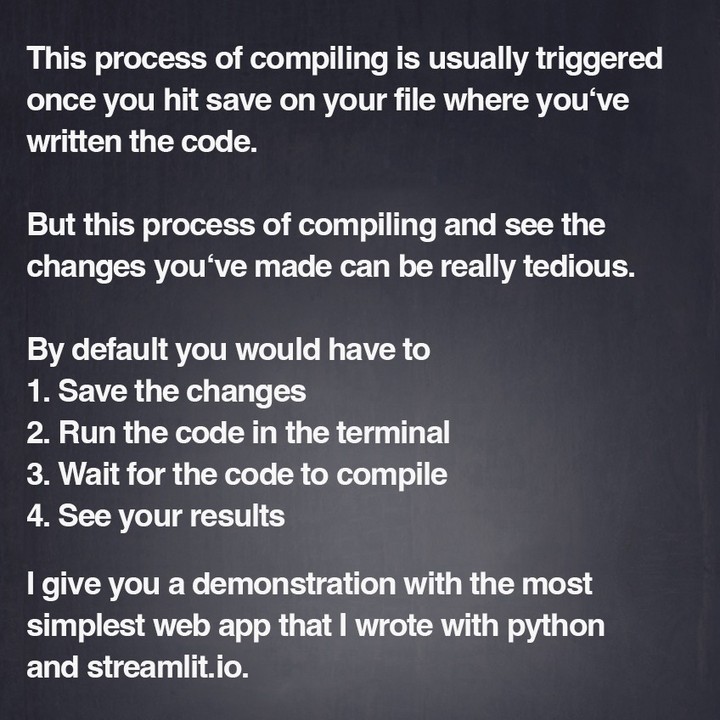 This process of compiling is usually triggered
once you hit save on your file where you‘ve
written the code.
But this process of compiling and see the
changes you‘ve made can be really tedious.
By default you would have to
1. Save the changes
2. Run the code in the terminal
3. Wait for the code to compile
4. See your results
I give you a demonstration with the most
simplest web app that I wrote with python
and streamlit.io.